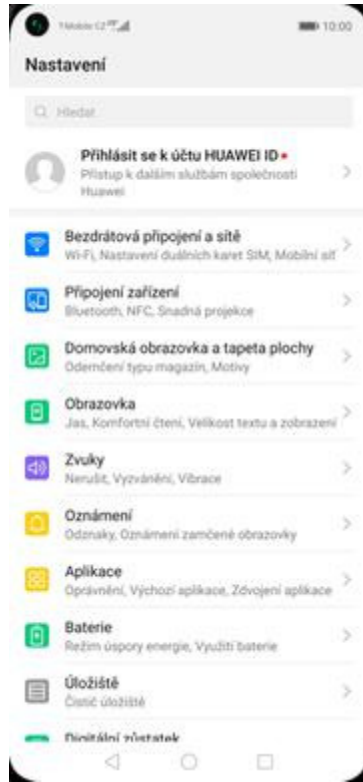 T-Mobile CZ
10:00
Nastavení
Hledat
Přihlásit se k účtu HUAWEI ID
Přístup k dalším službám společnosti
Huawei
Bezdrátová připojení a sítě
Wi-Fi, Nastavení duálních karet SIM, Mobilní síť
Připojení zařízení
Bluetooth, NFC, Snadná projekce
Domovská obrazovka a tapeta plochy
Odemčení typu magazín, Motivy
Obrazovka
Jas, Komfortní čtení, Velikost textu a zobrazení
Zvuky
Nerušit, Vyzvánění, Vibrace
Oznámení
Odznaky, Oznámení zamčené obrazovky
Aplikace
Oprávnění, Výchozí aplikace, Zdvojení aplikace
Baterie
Režim úspory energie, Využití baterie
Úložiště
Čistič úložiště
Digitální zůstatek